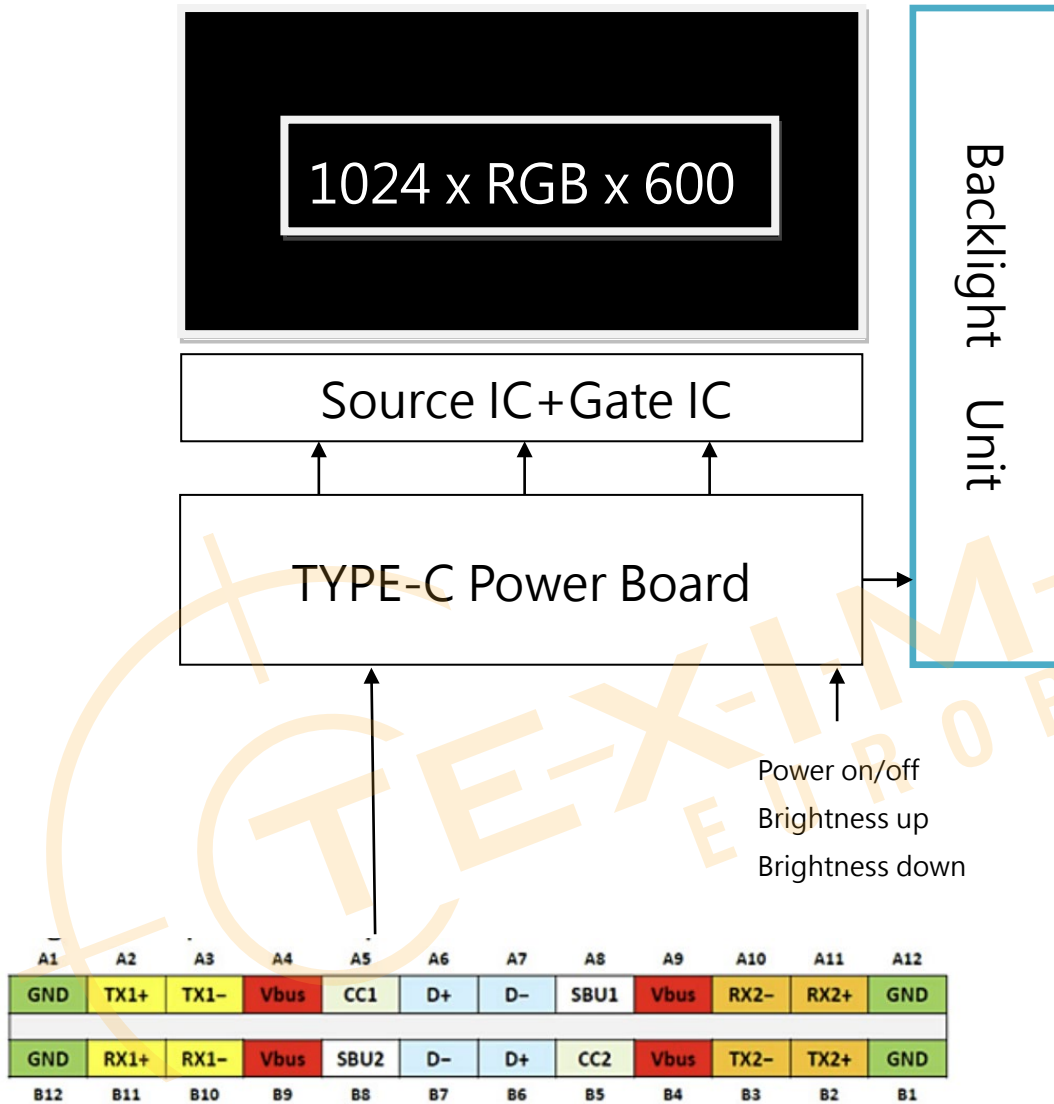 1024 x RGB x 600
Backlight Unit
Source IC+Gate IC
TYPE-C Power Board
Power on/off
Brightness up
Brightness down
TEXIM
EUROP
A1 A2 A3 A4 A5 A6 A7 A8 A9 A10 A11 A12
GND TX1+ TX1− Vbus CC1 D+ D− SBU1 Vbus RX2− RX2+ GND
GND RX1+ RX1− Vbus SBU2 D− D+ CC2 Vbus TX2− TX2+ GND
B12 B11 B10 B9 B8 B7 B6 B5 B4 B3 B2 B1